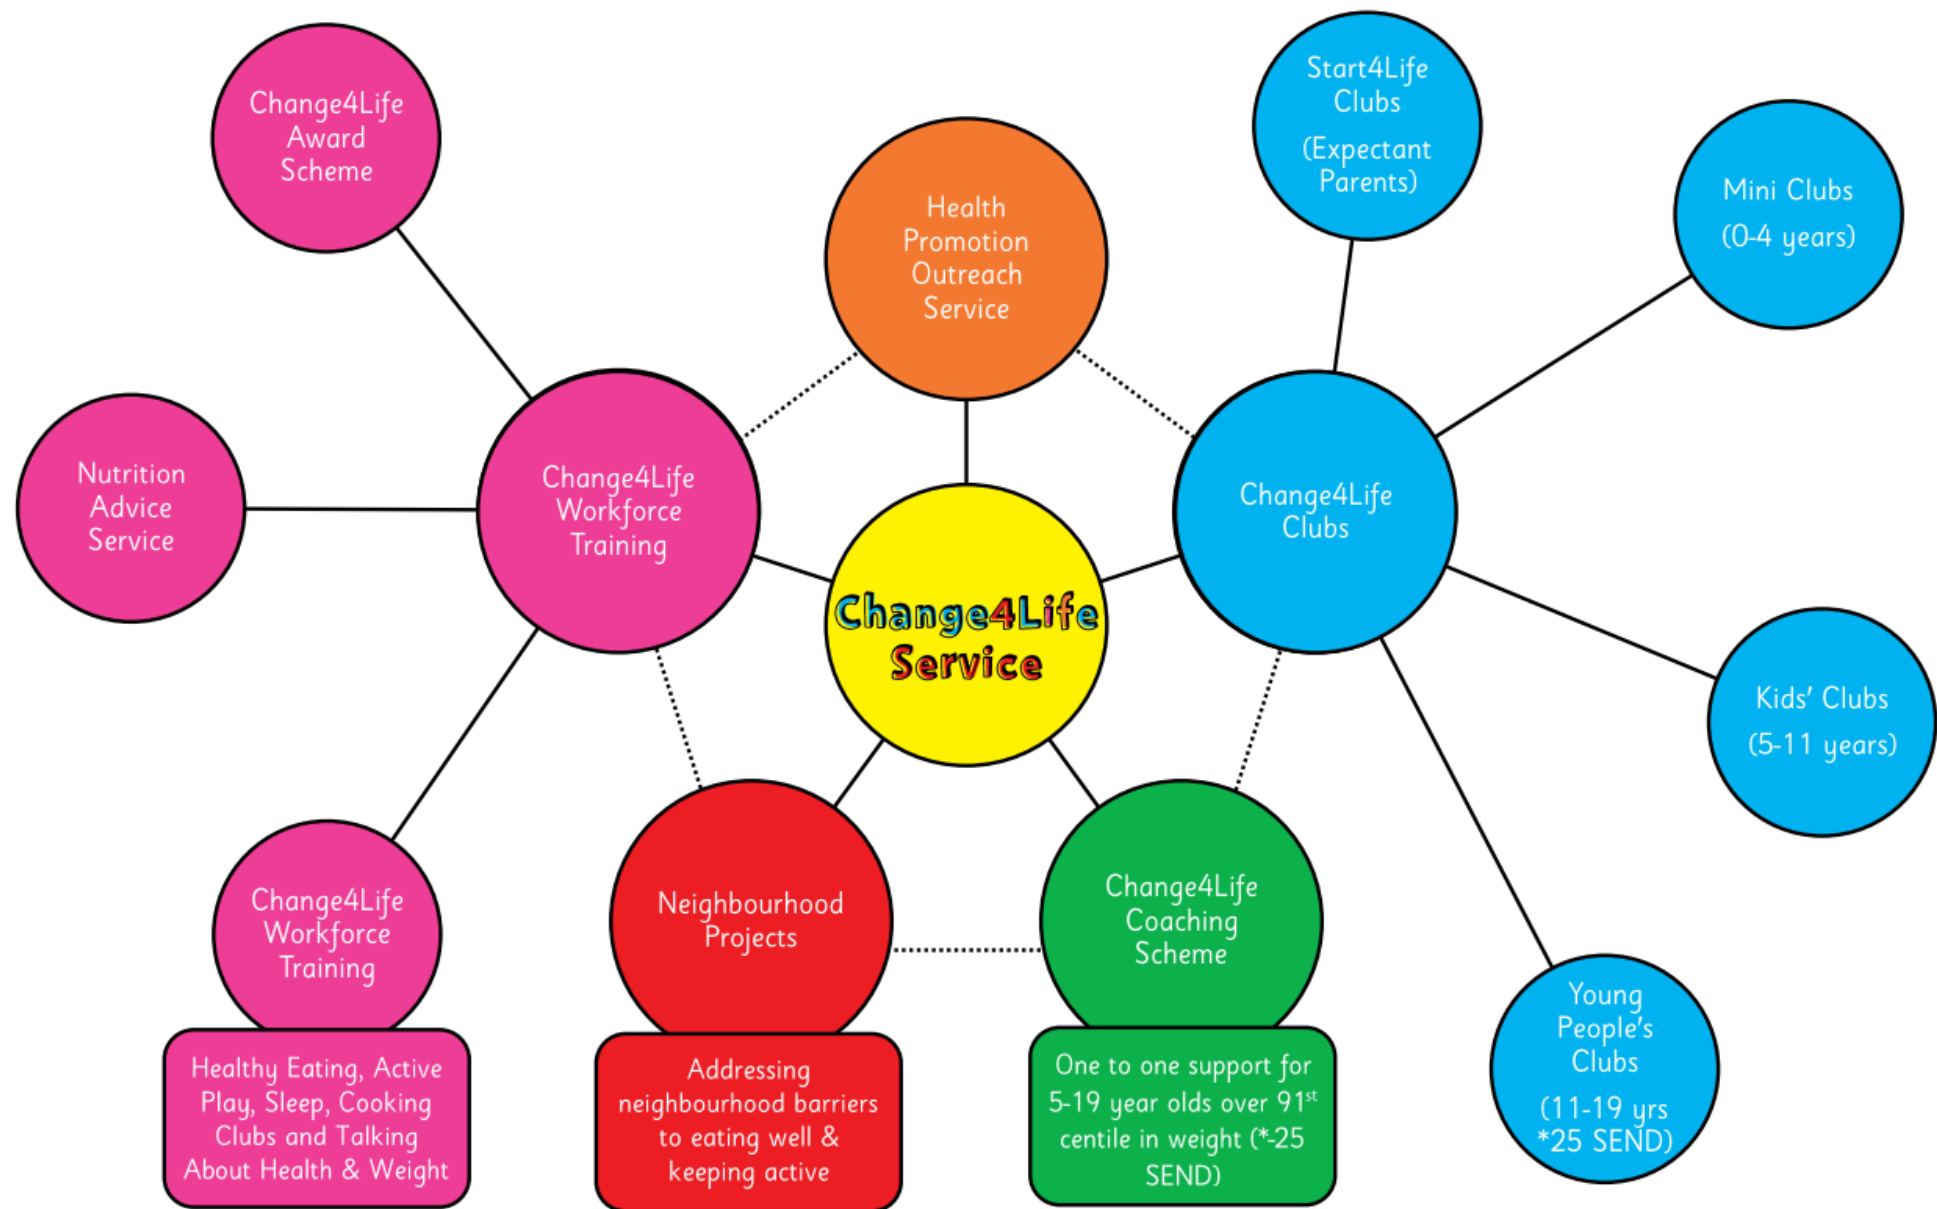 Change4Life
Award
Scheme
Health
Promotion
Outreach
Service
Start4Life
Clubs
(Expectant
Parents)
Mini Clubs
(0-4 years)
Nutrition
Advice
Service
Change4Life
Workforce
Training
Change4Life
Service
Change4Life
Clubs
Kids' Clubs
(5-11 years)
Change4Life
Workforce
Training
Healthy Eating, Active
Play, Sleep, Cooking
Clubs and Talking
About Health & Weight
Neighbourhood
Projects
Addressing
neighbourhood barriers
to eating well &
keeping active
Change4Life
Coaching
Scheme
One to one support for
5-19 year olds over 91st
centile in weight (*-25
SEND)
Young
People's
Clubs
(11-19 yrs
*25 SEND)